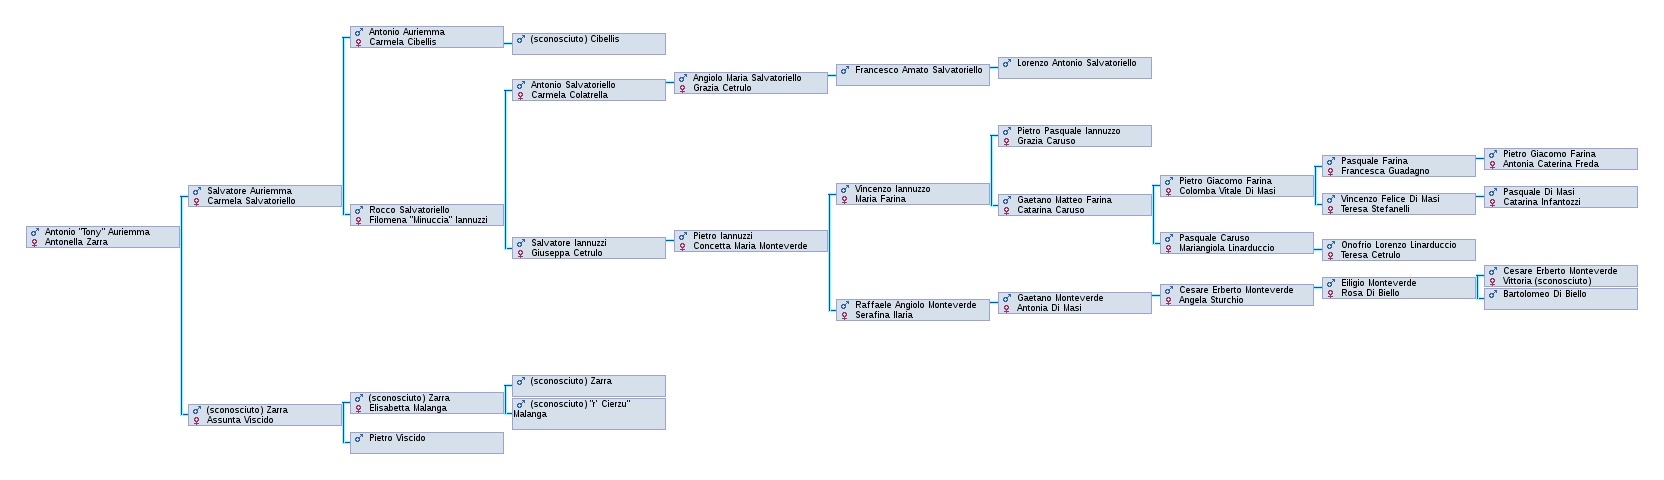 Antonio "Tony" Auriemma
Antonella Zarra
Salvatore Auriemma
Carmela Salvatoriello
(sconosciuto) Zarra
Assunta Viscido
Antonio Auriemma
Carmela Cibellis
Rocco Salvatoriello
Filomena "Minuccia" Iannuzzi
(sconosciuto) Zarra
Elisabetta Malanga
Pietro Viscido
(sconosciuto) Cibellis
Antonio Salvatoriello
Carmela Colatrella
Salvatore Iannuzzi
Giuseppa Cetrulo
(sconosciuto) Zarra
(sconosciuto) "r' Cierzu"
Malanga
Angiolo Maria Salvatoriello
Grazia Cetrulo
Pietro Iannuzzi
Concetta Maria Monteverde
Francesco Amato Salvatoriello
Vincenzo Iannuzzo
Maria Farina
Raffaele Angiolo Monteverde
Serafina Ilaria
Lorenzo Antonio Salvatoriello
Pietro Pasquale Iannuzzo
Grazia Caruso
Gaetano Matteo Farina
Catarina Caruso
Gaetano Monteverde
Antonia Di Masi
Pietro Giacomo Farina
Colomba Vitale Di Masi
Pasquale Caruso
Mariangiola Linarduccio
Cesare Erberto Monteverde
Angela Sturchio
Pasquale Farina
Francesca Guadagno
Vincenzo Felice Di Masi
Teresa Stefanelli
Onofrio Lorenzo Linarduccio
Teresa Cetrulo
Eiligio Monteverde
Rosa Di Biello
Pietro Giacomo Farina
Antonia Caterina Freda
Pasquale Di Masi
Catarina Infantozzi
Cesare Erberto Monteverde
Vittoria (sconosciuto)
Bartolomeo Di Biello